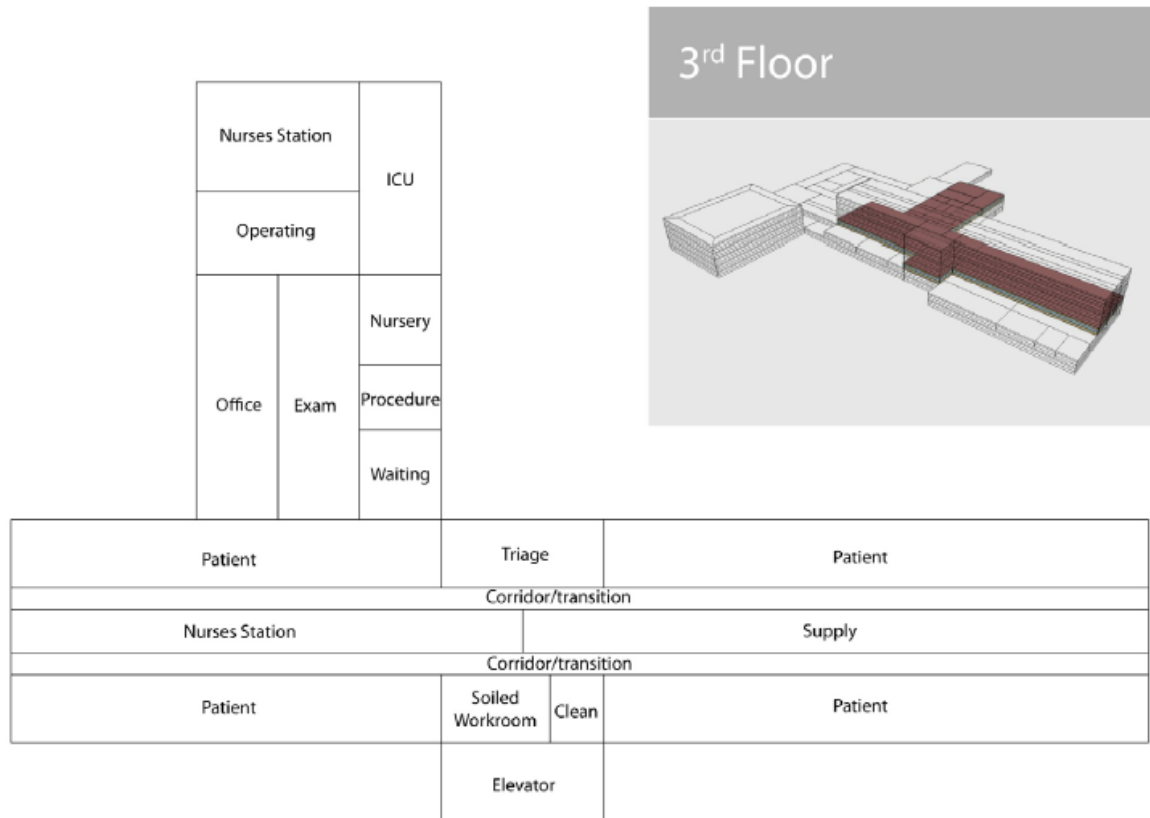 3rd Floor
Nurses Station
ICU
Operating
Nursery
Office
Exam
Procedure
Waiting
Patient
Triage
Patient
Corridor/transition
Nurses Station
Supply
Corridor/transition
Patient
Soiled
Workroom
Clean
Patient
Elevator